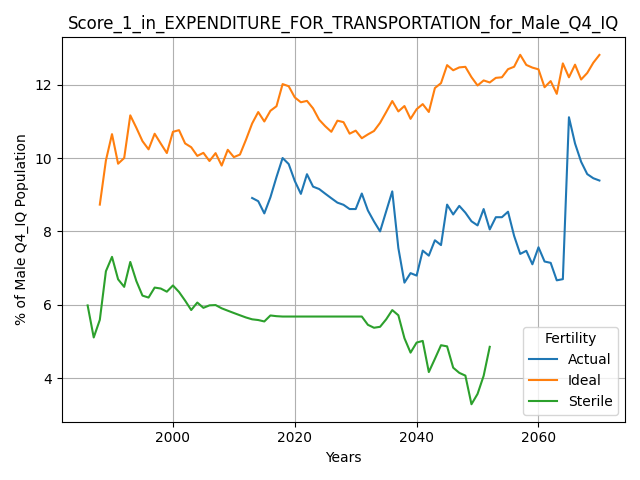 Score_1_in_EXPENDITURE_FOR_TRANSPORTATION_for_Male_Q4_IQ
% of Male Q4_IQ Population
12
10
8
6
4
2000
2020
2040
2060
Years
Fertility
Actual
Ideal
Sterile